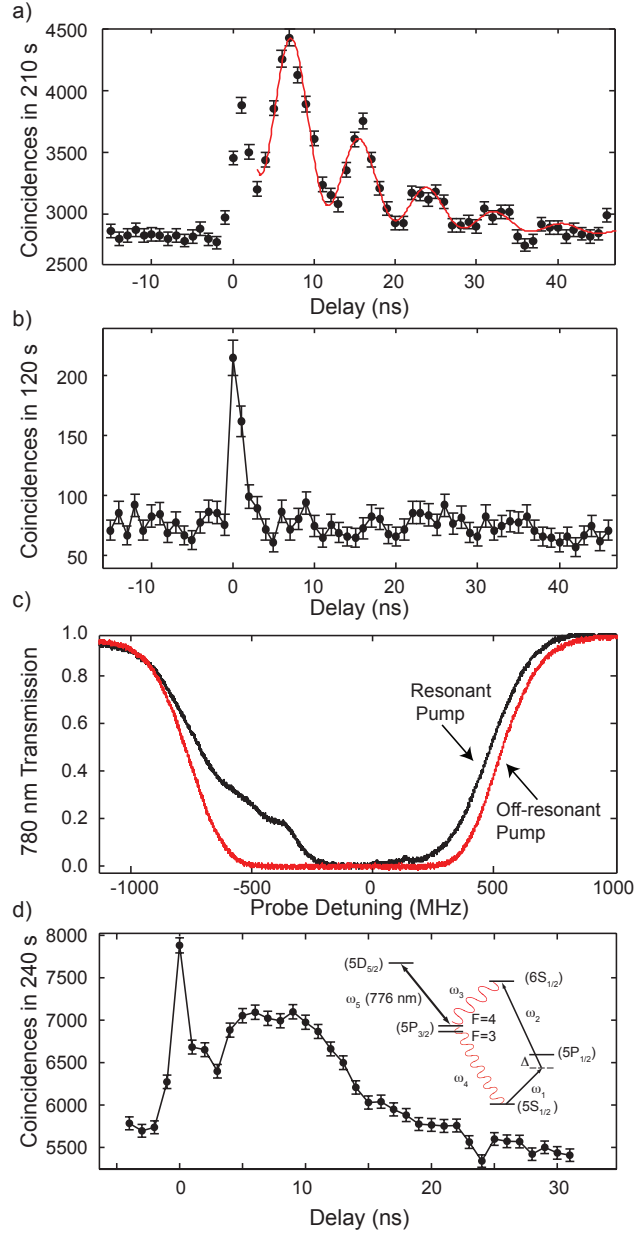 a)
4500
4000
3500
3000
2500
Coincidences in 210 s
-10 0 10 20 30 40
Delay (ns)
b)
200
150
100
50
Coincidences in 120 s
-10 0 10 20 30 40
Delay (ns)
c)
1.0
0.8
0.6
0.4
0.2
0.0
780 nm Transmission
Resonant
Pump
Off-resonant
Pump
-1000 -500 0 500 1000
Probe Detuning (MHz)
d)
8000
7500
7000
6500
6000
5500
Coincidences in 240 s
(5D5/2)
(6S1/2)
ω3
ω5 (776 nm)
ω2
F=4
(5P3/2)
F=3
(5P1/2)
Δ
ω4
ω1
(5S1/2)
0 10 20 30
Delay (ns)